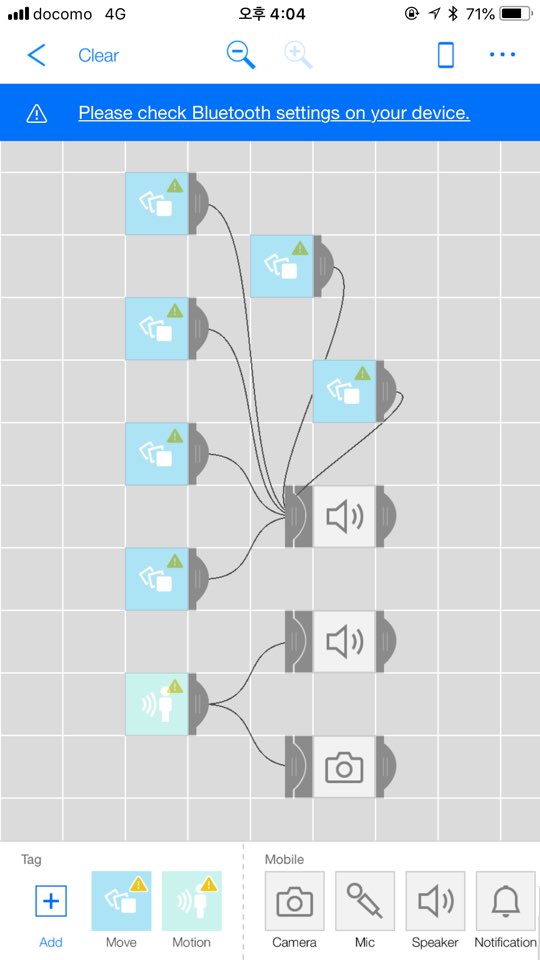 docomo 4G 오후 4:04 71%
Clear
Please check Bluetooth settings on your device.
Tag
Mobile
Add
Move
Motion
Camera
Mic
Speaker
Notification